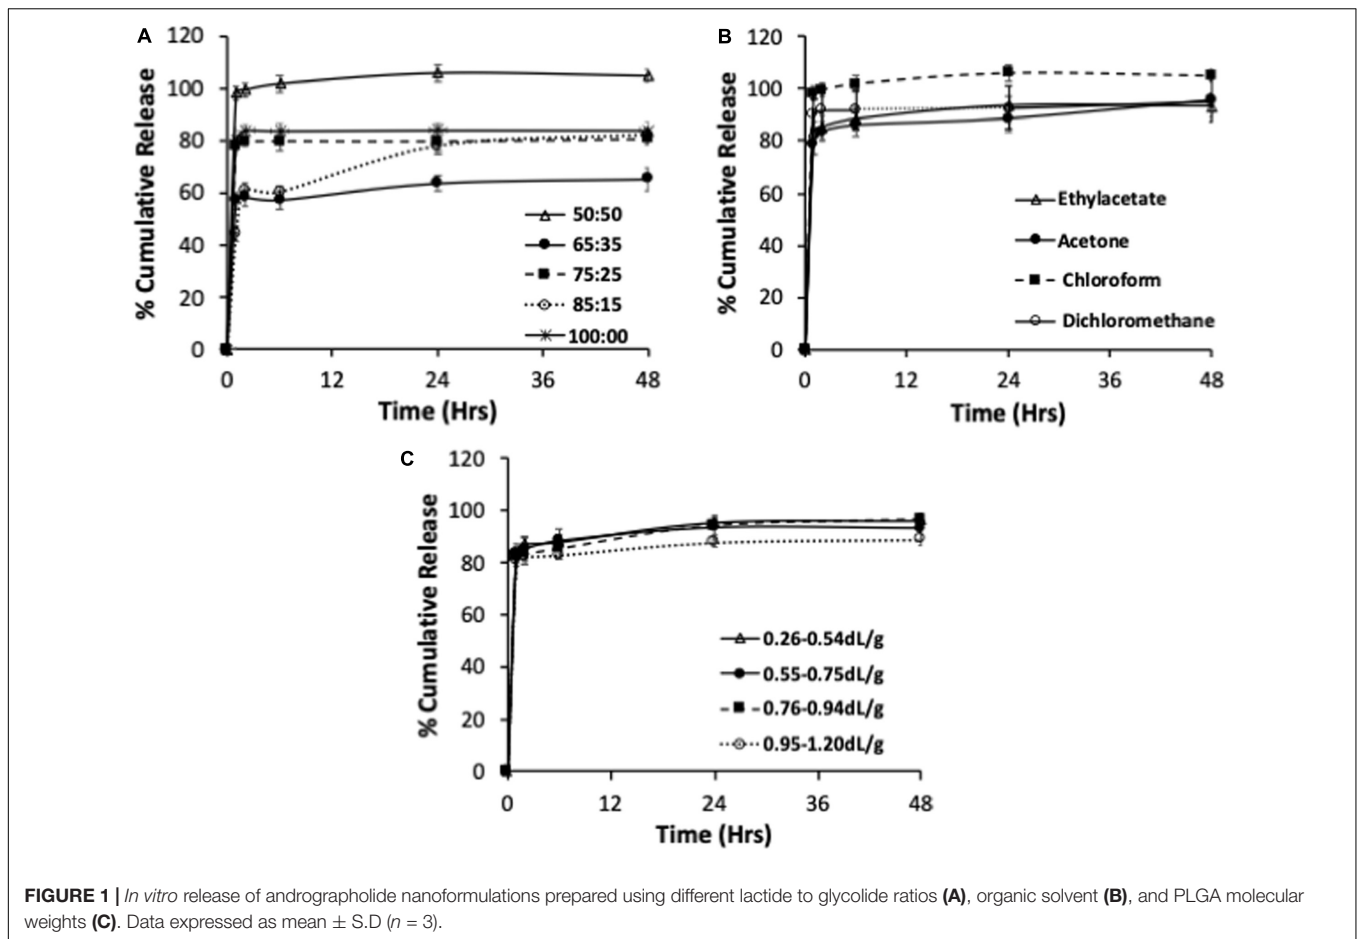 A
120
100
80
60
40
20
0
% Cumulative Release
50:50
65:35
75:25
85:15
100:00
0 12 24 36 48
Time (Hrs)
B
120
100
80
60
40
20
0
% Cumulative Release
Ethylacetate
Acetone
Chloroform
Dichloromethane
0 12 24 36 48
Time (Hrs)
C
120
100
80
60
40
20
0
% Cumulative Release
0.26-0.54dL/g
0.55-0.75dL/g
0.76-0.94dL/g
0.95-1.20dL/g
0 12 24 36 48
Time (Hrs)
FIGURE 1 | In vitro release of andrographolide nanoformulations prepared using different lactide to glycolide ratios (A), organic solvent (B), and PLGA molecular
weights (C). Data expressed as mean ± S.D (n = 3).